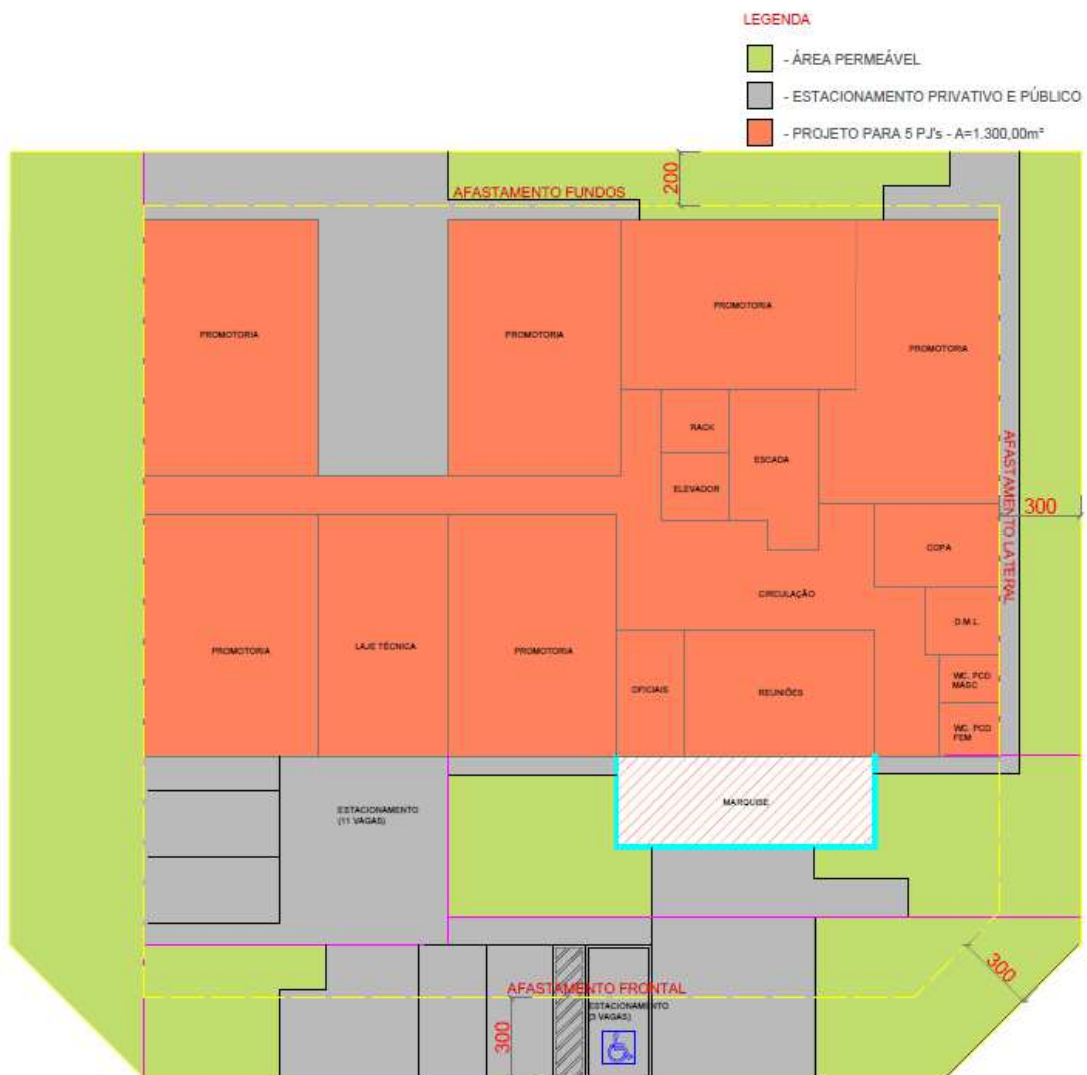 LEGENDA
- ÁREA PERMEÁVEL
- ESTACIONAMENTO PRIVATIVO E PÚBLICO
- PROJETO PARA 5 PJ's - A=1.300,00m²
200
AFASTAMENTO FUNDOS
PROMOTORIA
PROMOTORIA
PROMOTORIA
PROMOTORIA
RACK
ESCADA
ELEVADOR
AFASTAMENTO LATERAL
300
COPA
CIRCULAÇÃO
D.M.L.
PROMOTORIA
LAJE TÉCNICA
PROMOTORIA
OFICIAIS
REUNIÕES
WC. PCD
MASC
WC. PCD
FEM
MARQUISE
ESTACIONAMENTO
(11 VAGAS)
300
AFASTAMENTO FRONTAL
ESTACIONAMENTO
(3 VAGAS)
300